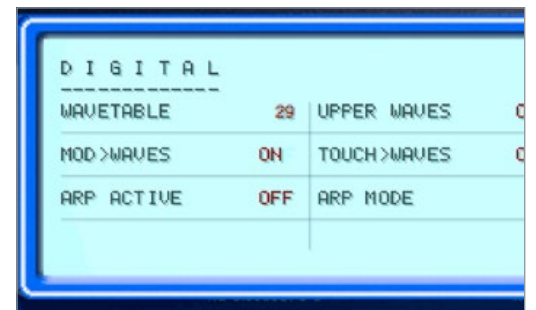 DIGITAL
WAVETABLE 29 UPPER WAVES
MOD>WAVES ON TOUCH>WAVES
ARP ACTIVE OFF ARP MODE